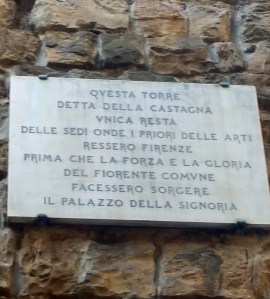 QVESTA TORRE
DETTA DELLA CASTAGNA
VNICA RESTA
DELLE SEDI ONDE I PRIORI DELLE ARTI
RESSERO FIRENZE
PRIMA CHE LA FORZA E LA GLORIA
DEL FIORENTE COMVNE
FACESSERO SORGERE
IL PALAZZO DELLA SIGNORIA